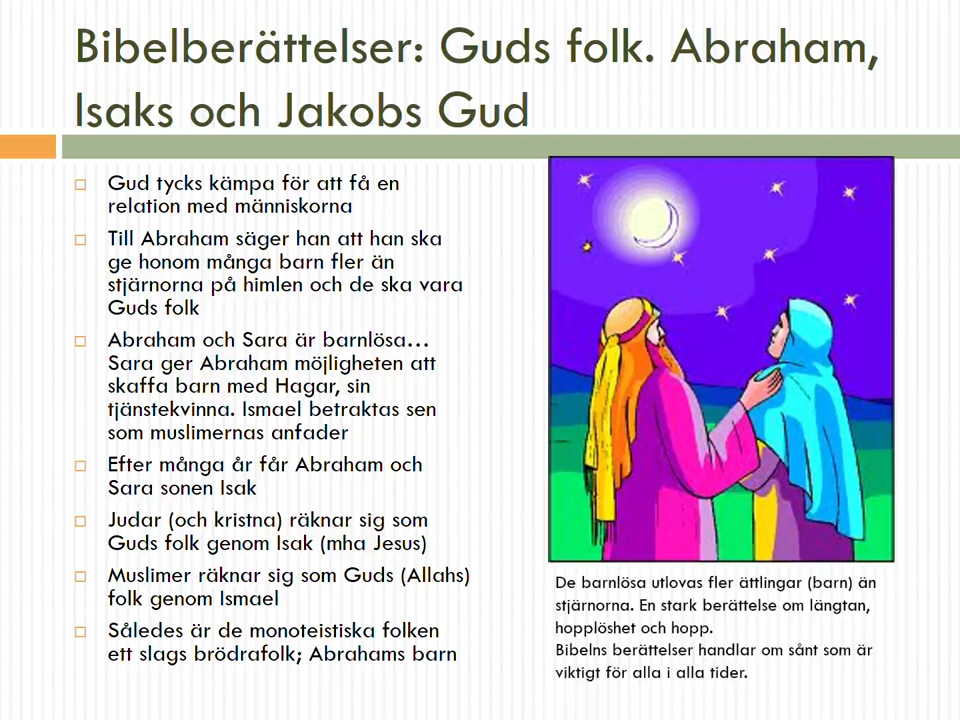 Bibelberättelser: Guds folk. Abraham,
Isaks och Jakobs Gud
Gud tycks kämpa för att få en
relation med människorna
Till Abraham säger han att han ska
ge honom många barn fler än
stjärnorna på himlen och de ska vara
Guds folk
Abraham och Sara är barnlösa…
Sara ger Abraham möjligheten att
skaffa barn med Hagar, sin
tjänstekvinna. Ismael betraktas sen
som muslimernas anfader
Efter många år får Abraham och
Sara sonen Isak
Judar (och kristna) räknar sig som
Guds folk genom Isak (mha Jesus)
Muslimer räknar sig som Guds (Allahs)
folk genom Ismael
Således är de monoteistiska folken
ett slags brödrafolk; Abrahams barn
De barnlösa utlovas fler ättlingar (barn) än
stjärnorna. En stark berättelse om längtan,
hopplöshet och hopp.
Bibelns berättelser handlar om sånt som är
viktigt för alla i alla tider.